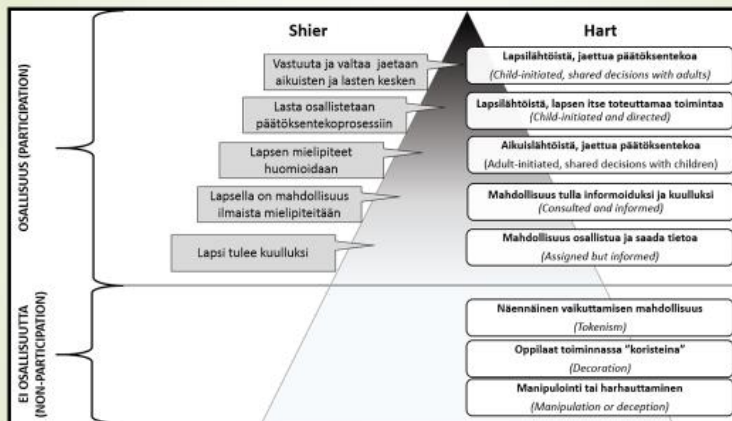 Shier
Hart
OSALLISUUS (PARTICIPATION)
Vastuuta ja valtaa jaetaan
aikuisten ja lasten kesken
Lasta osallistetaan
päätöksentekoprosessiin
Lapsen mielipiteet
huomioidaan
Lapsella on mahdollisuus
ilmaista mielipiteitään
Lapsi tulee kuulluksi
Lapsilähtöistä, jaettua päätöksentekoa
(Child-initiated, shared decisions with adults)
Lapsilähtöistä, lapsen itse toteuttamaa toimintaa
(Child-initiated and directed)
Aikuislähtöistä, jaettua päätöksentekoa
(Adult-initiated, shared decisions with children)
Mahdollisuus tulla informoiduksi ja kuulluksi
(Consulted and informed)
Mahdollisuus osallistua ja saada tietoa
(Assigned but informed)
EI OSALLISUUTTA
(NON-PARTICIPATION)
Näennäinen vaikuttamisen mahdollisuus
(Tokenism)
Oppilaat toiminnassa "koristeina"
(Decoration)
Manipulointi tai harhauttaminen
(Manipulation or deception)